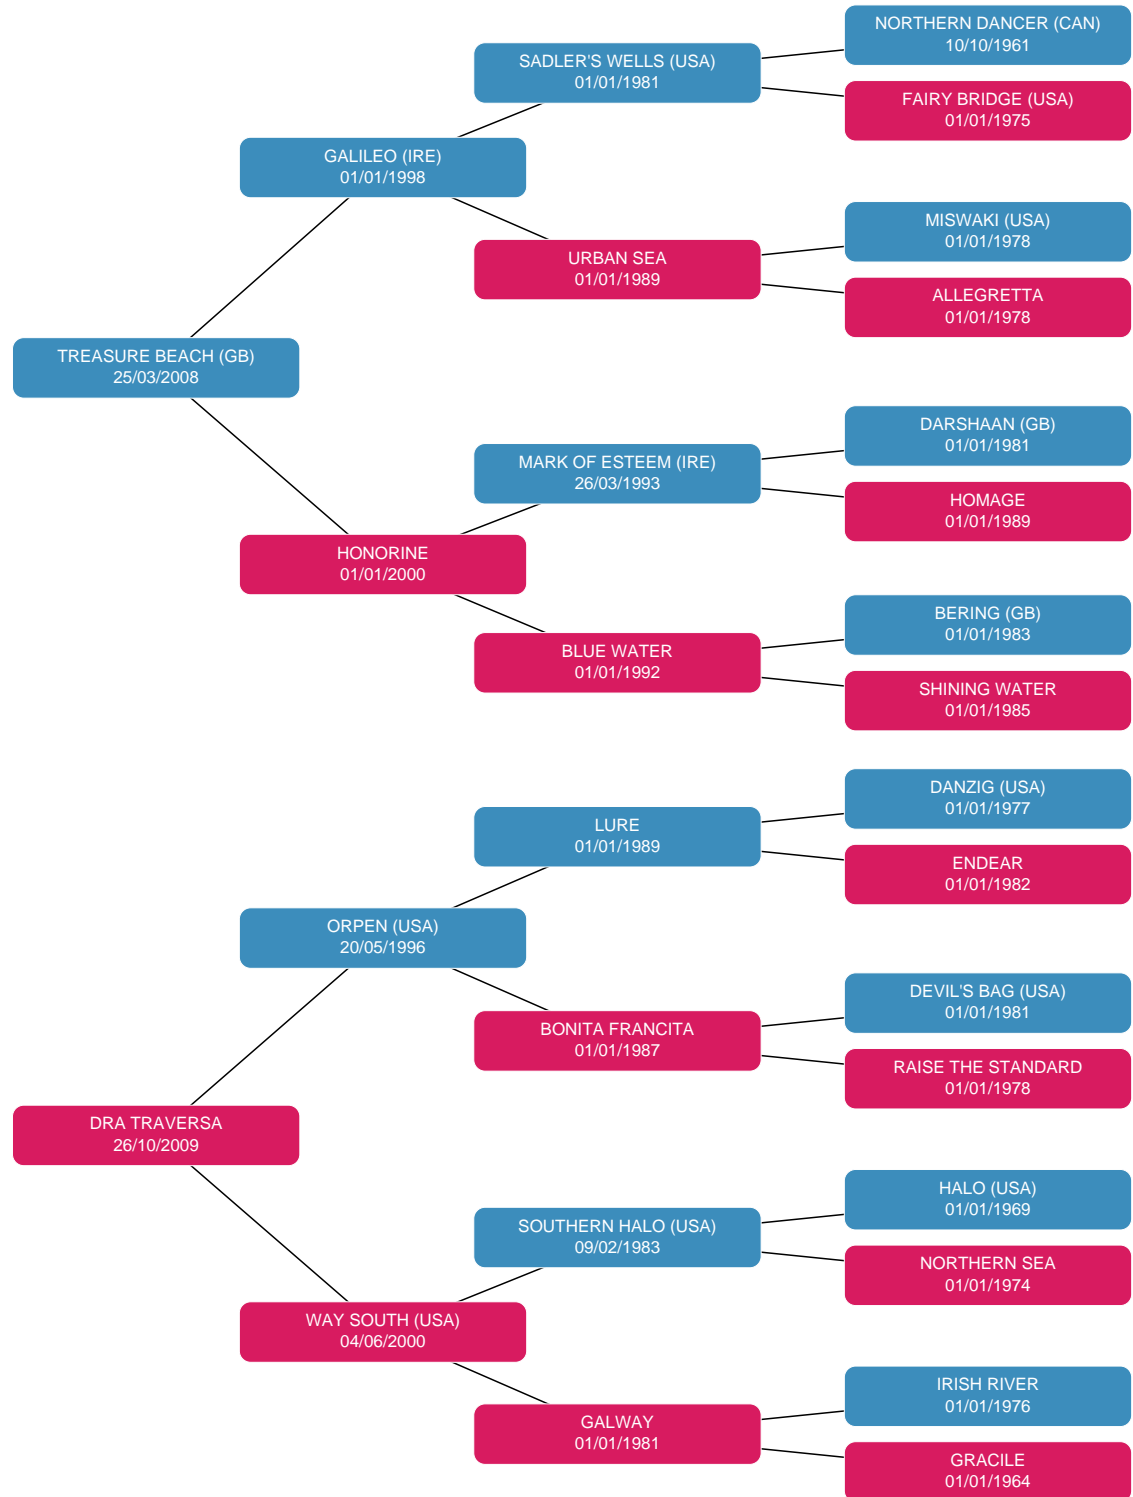 NORTHERN DANCER (CAN)
10/10/1961
SADLER'S WELLS (USA)
01/01/1981
FAIRY BRIDGE (USA)
01/01/1975
GALILEO (IRE)
01/01/1998
MISWAKI (USA)
01/01/1978
URBAN SEA
01/01/1989
ALLEGRETTA
01/01/1978
TREASURE BEACH (GB)
25/03/2008
DARSHAAN (GB)
01/01/1981
MARK OF ESTEEM (IRE)
26/03/1993
HOMAGE
01/01/1989
HONORINE
01/01/2000
BERING (GB)
01/01/1983
BLUE WATER
01/01/1992
SHINING WATER
01/01/1985
DANZIG (USA)
01/01/1977
LURE
01/01/1989
ENDEAR
01/01/1982
ORPEN (USA)
20/05/1996
DEVIL'S BAG (USA)
01/01/1981
BONITA FRANCITA
01/01/1987
RAISE THE STANDARD
01/01/1978
DRA TRAVERSA
26/10/2009
HALO (USA)
01/01/1969
SOUTHERN HALO (USA)
09/02/1983
NORTHERN SEA
01/01/1974
WAY SOUTH (USA)
04/06/2000
IRISH RIVER
01/01/1976
GALWAY
01/01/1981
GRACILE
01/01/1964